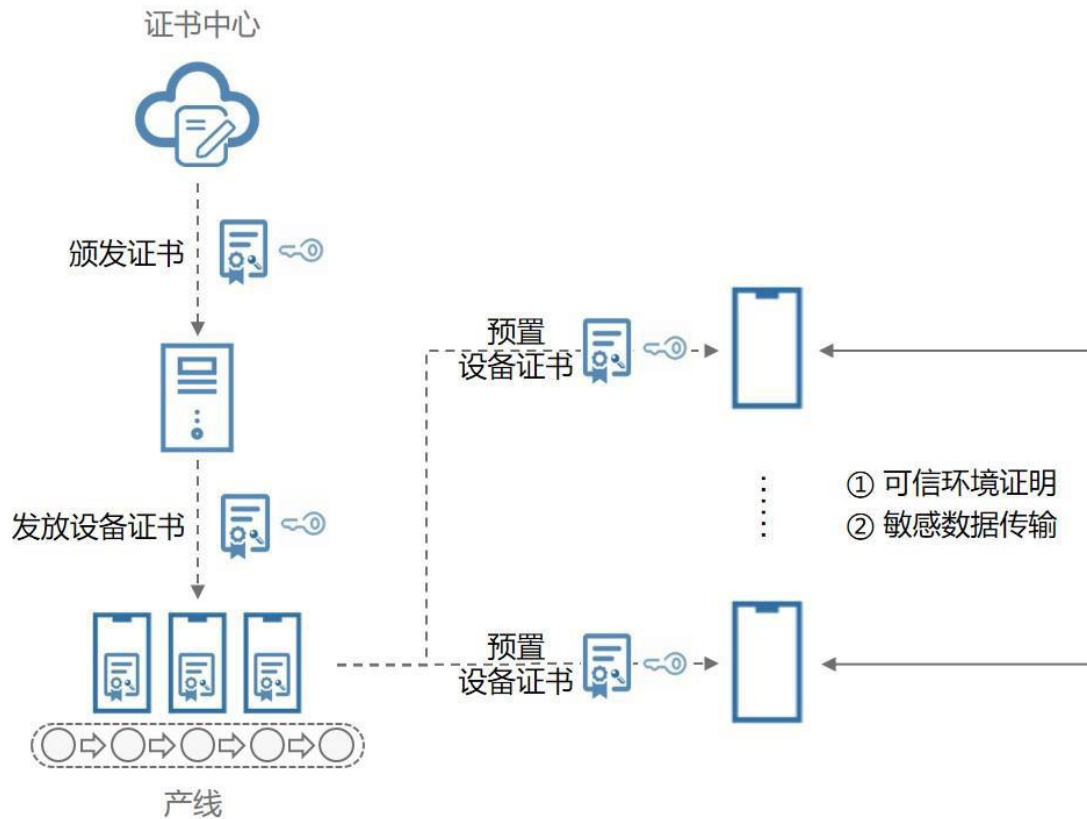 证书中心
颁发证书
预置
设备证书
① 可信环境证明
② 敏感数据传输
发放设备证书
预置
设备证书
产线